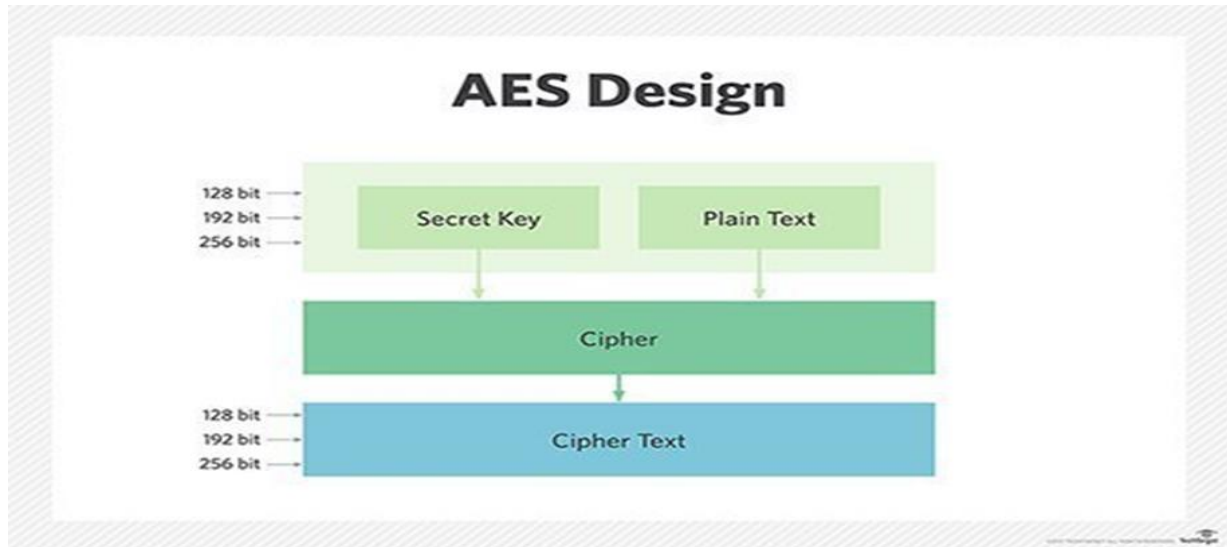 AES Design
128 bit
192 bit
256 bit
Secret Key Plain Text
Cipher
128 bit
192 bit
256 bit
Cipher Text
TechTarget